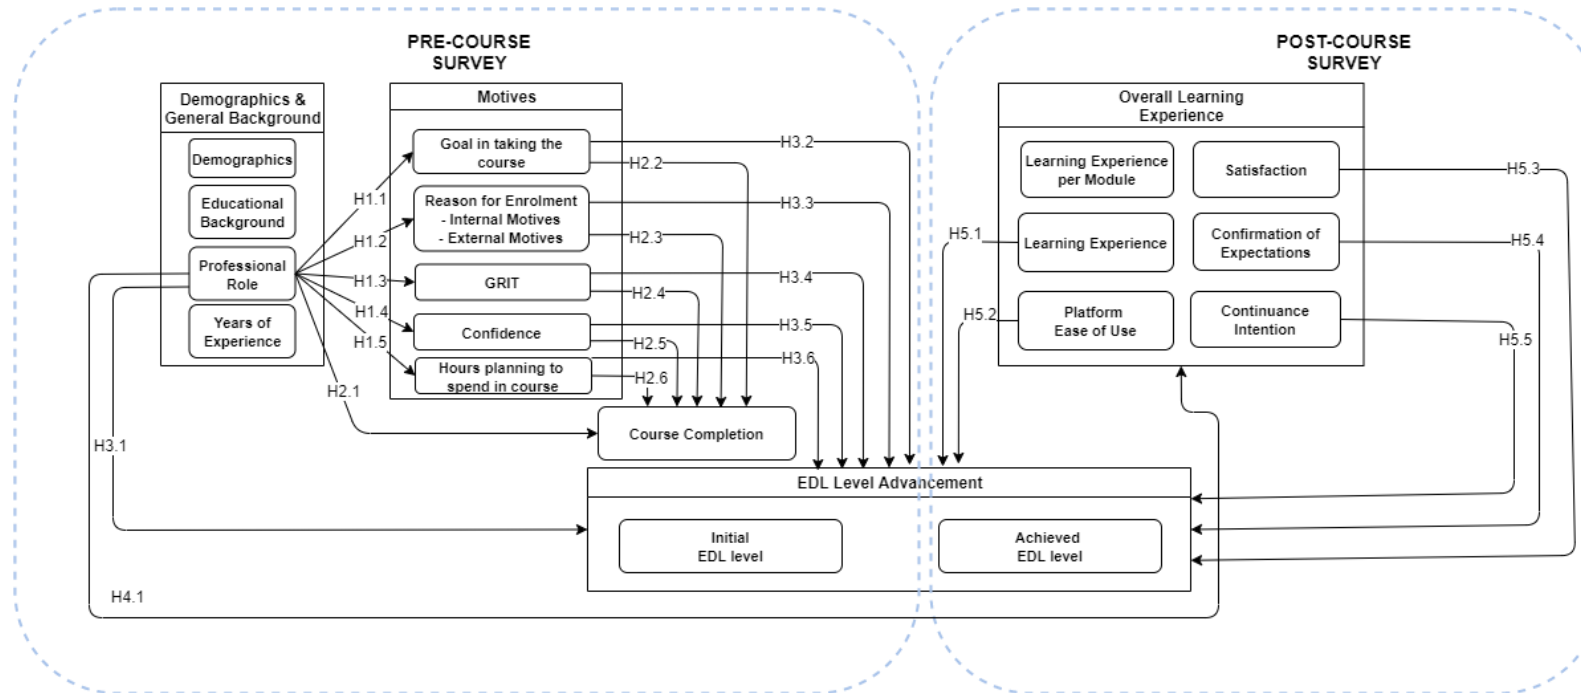 PRE-COURSE
SURVEY
POST-COURSE
SURVEY
Demographics &
General Background
Demographics
Educational
Background
Professional
Role
Years of
Experience
Motives
Goal in taking the
course
Reason for Enrolment
- Internal Motives
- External Motives
GRIT
Confidence
Hours planning to
spend in course
H1.1
H1.2
H1.3
H1.4
H1.5
H2.1
H3.1
H4.1
H3.2
H2.2
H3.3
H2.3
H3.4
H2.4
H3.5
H2.5
H3.6
H2.6
Course Completion
EDL Level Advancement
Initial
EDL level
Achieved
EDL level
Overall Learning
Experience
Learning Experience
per Module
Satisfaction
Learning Experience
Confirmation of
Expectations
Platform
Ease of Use
Continuance
Intention
H5.1
H5.2
H5.3
H5.4
H5.5